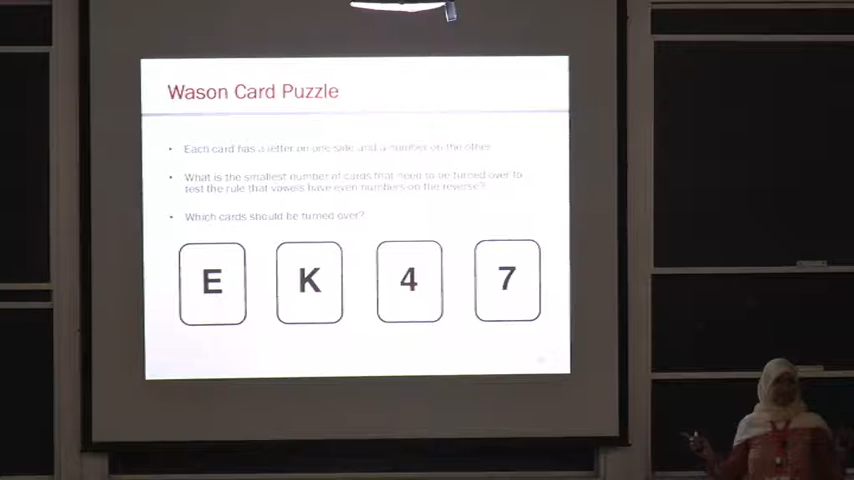 Wason Card Puzzle
• Each card has a letter on one side and a number on the other
• What is the smallest number of cards that need to be turned over to
test the rule that vowels have even numbers on the reverse?
• Which cards should be turned over?
E K 4 7